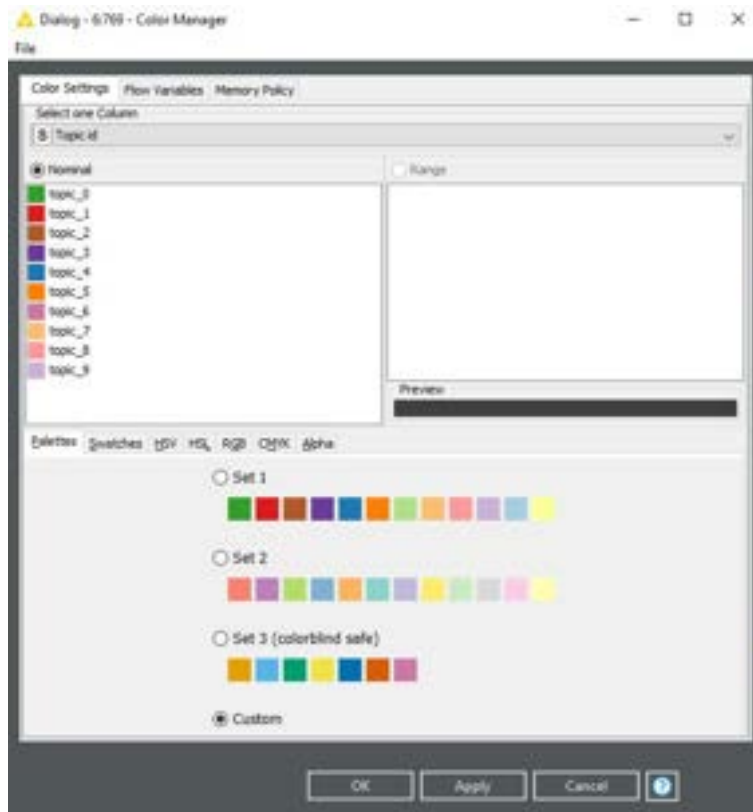 Dialog - 6:769 - Color Manager
File
Color Settings Flow Variables Memory Policy
Select one Column
S Topic id
Nominal
Range
topic_0
topic_1
topic_2
topic_3
topic_4
topic_5
topic_6
topic_7
topic_8
topic_9
Preview
Palettes Swatches HSV HSL RGB CMYK Alpha
Set 1
Set 2
Set 3 (colorblind safe)
Custom
OK Apply Cancel ?